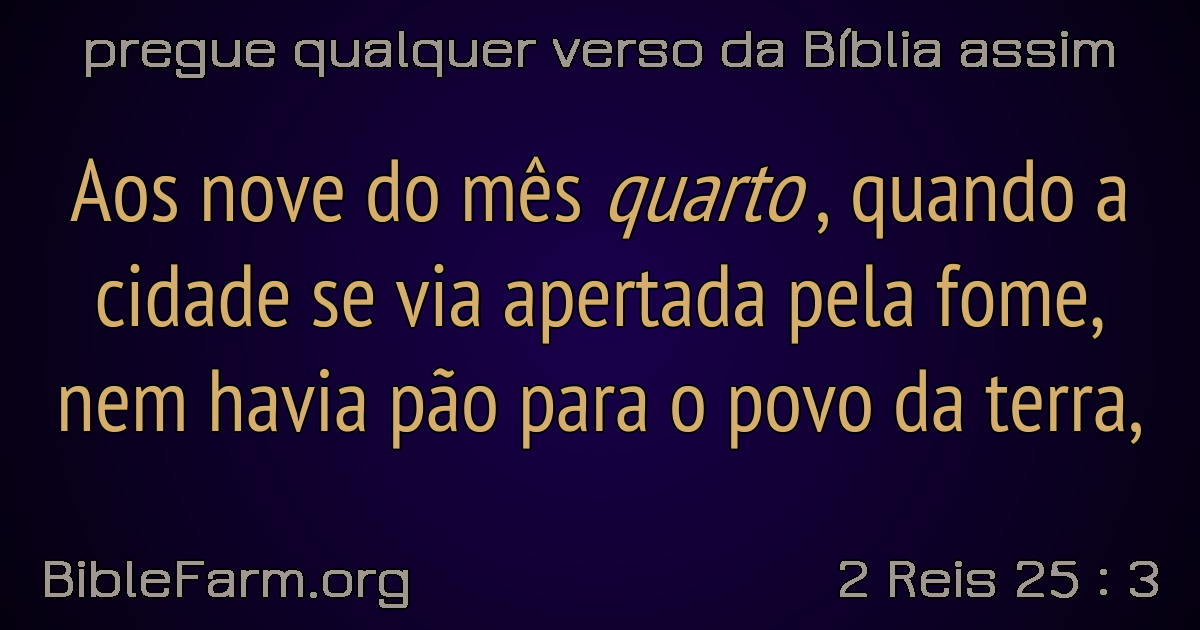 pregue qualquer verso da Bíblia assim
Aos nove do mês quarto , quando a
cidade se via apertada pela fome,
nem havia pão para o povo da terra,
BibleFarm.org
2 Reis 25 : 3